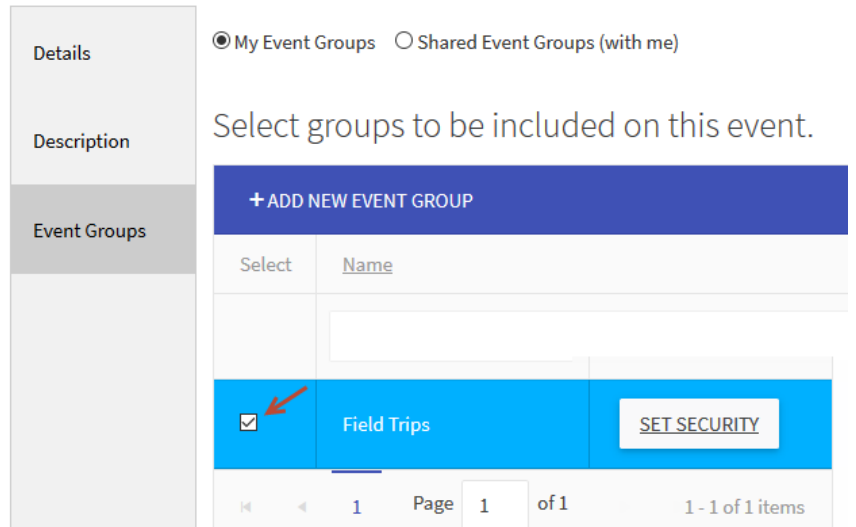 Details
Description
Event Groups
My Event Groups Shared Event Groups (with me)
Select groups to be included on this event.
+ ADD NEW EVENT GROUP
Select Name
Field Trips SET SECURITY
1 Page 1 of 1 1 - 1 of 1 items